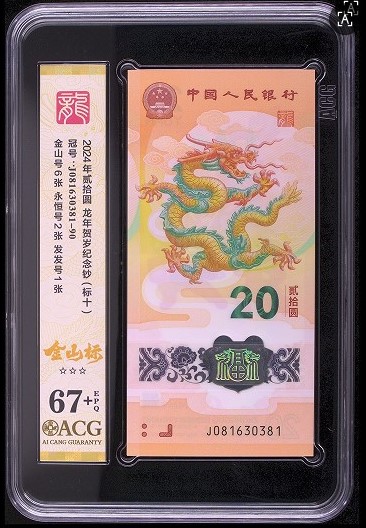 龍
2024年贰拾圆 龙年贺岁纪念钞(标十)
冠号:J081630381-90
金山号6张 永恒号2张 发发号1张
金山标
67+
EPQ
ACG
AI CANG GUARANTY
中国人民银行
20
贰拾圆
J081630381
ACG